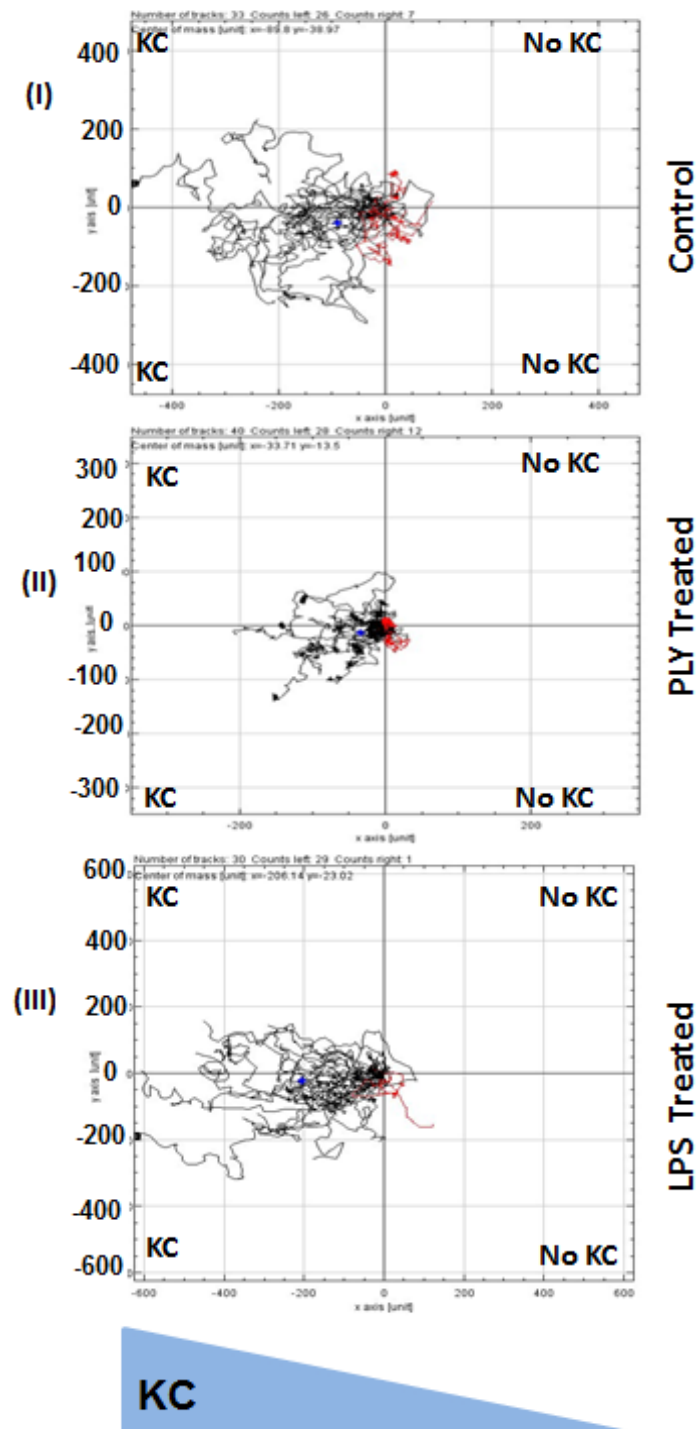 Number of tracks: 33 Counts left: 26 Counts right: 7
Center of mass [unit]: x=-89.8 y=-38.97
KC
No KC
(I)
400
200
0
-200
-400
y axis [unit]
Control
KC
No KC
-400 -200 0 200 400
x axis [unit]
Number of tracks: 40 Counts left: 28 Counts right: 12
Center of mass [unit]: x=-33.71 y=-13.5
KC
No KC
(II)
300
200
100
0
-100
-200
-300
y axis [unit]
PLY Treated
KC
No KC
-200 0 200
x axis [unit]
Number of tracks: 30 Counts left: 29 Counts right: 1
Center of mass [unit]: x=-206.14 y=-23.02
KC
No KC
(III)
600
400
200
0
-200
-400
-600
y axis [unit]
LPS Treated
KC
No KC
-600 -400 -200 0 200 400 600
x axis [unit]
KC